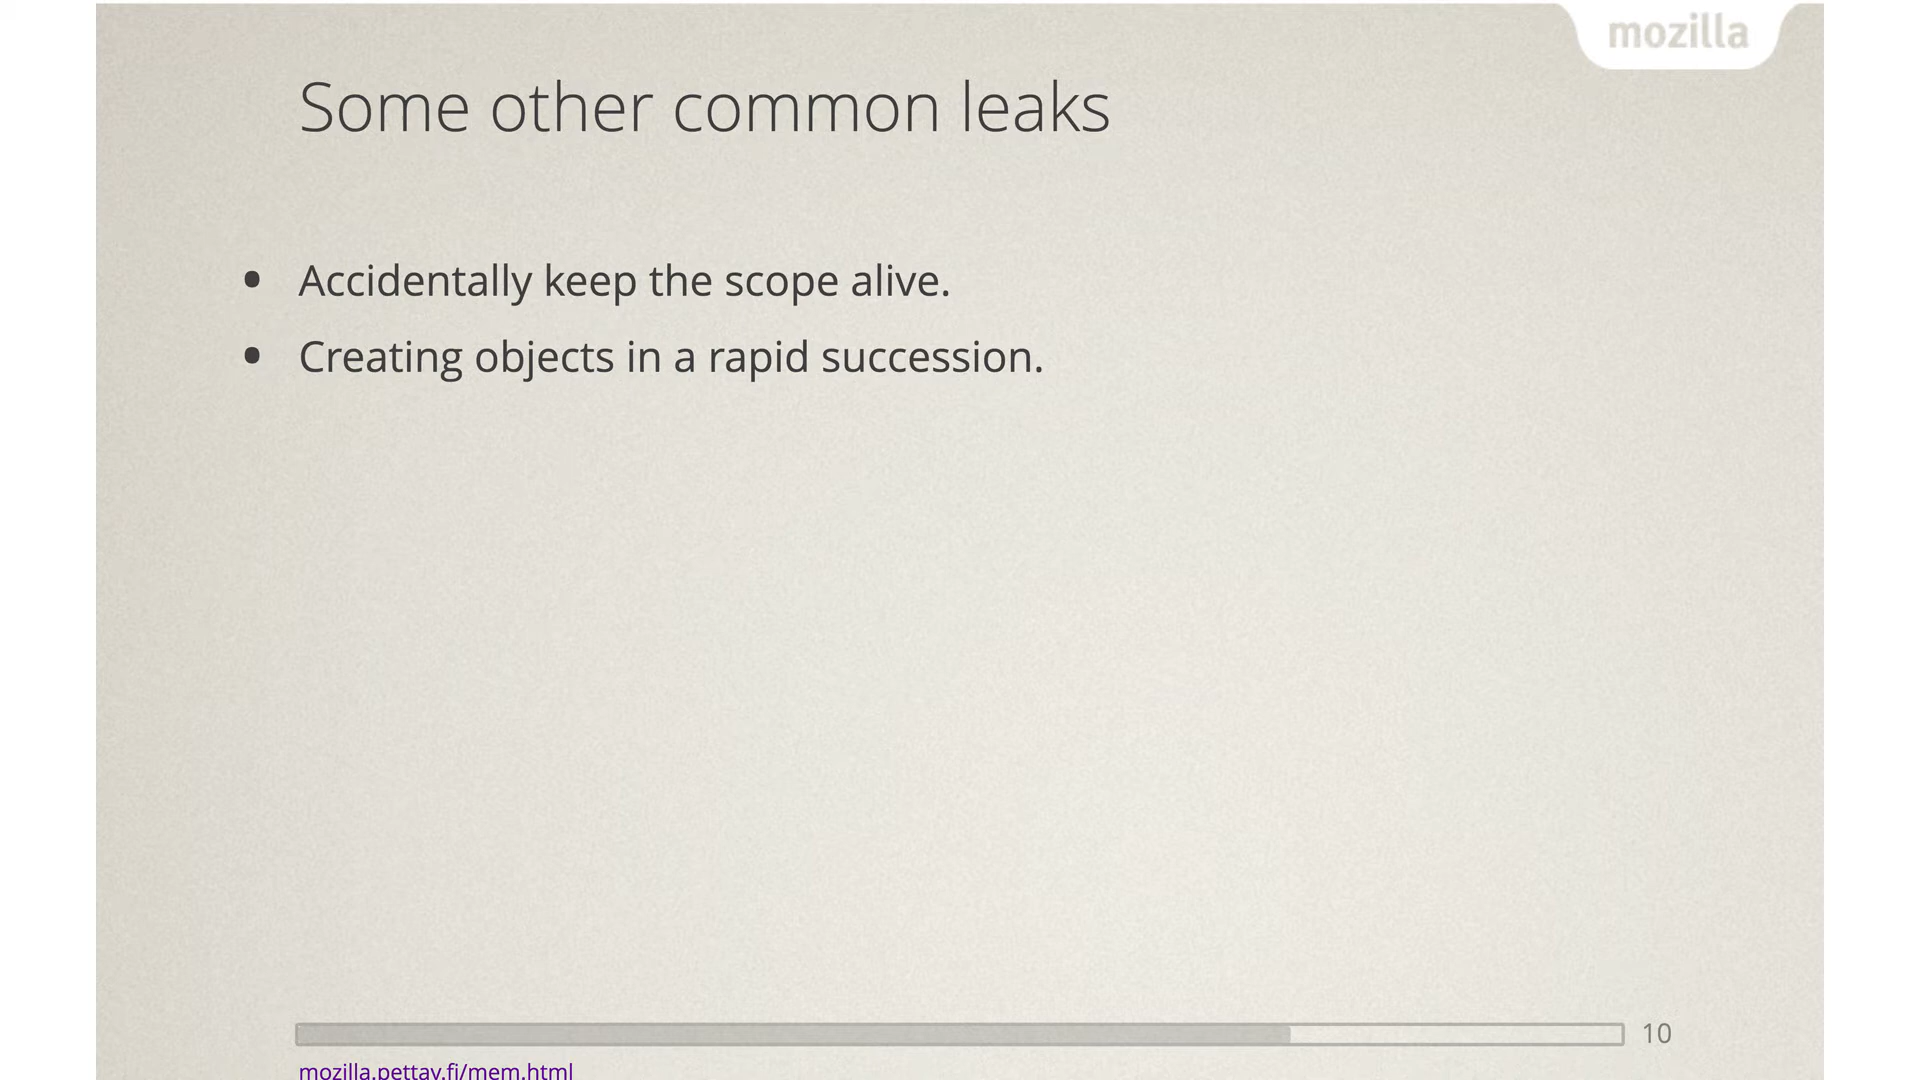 mozilla
Some other common leaks
• Accidentally keep the scope alive.
• Creating objects in a rapid succession.
10
mozilla.pettay.fi/mem.html